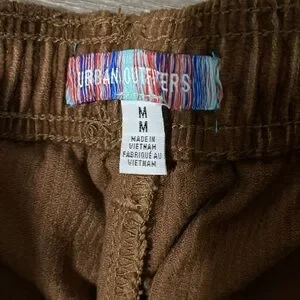 URBAN OUTFITTERS
M
M
MADE IN
VIETNAM
FABRIQUÉ AU
VIETNAM